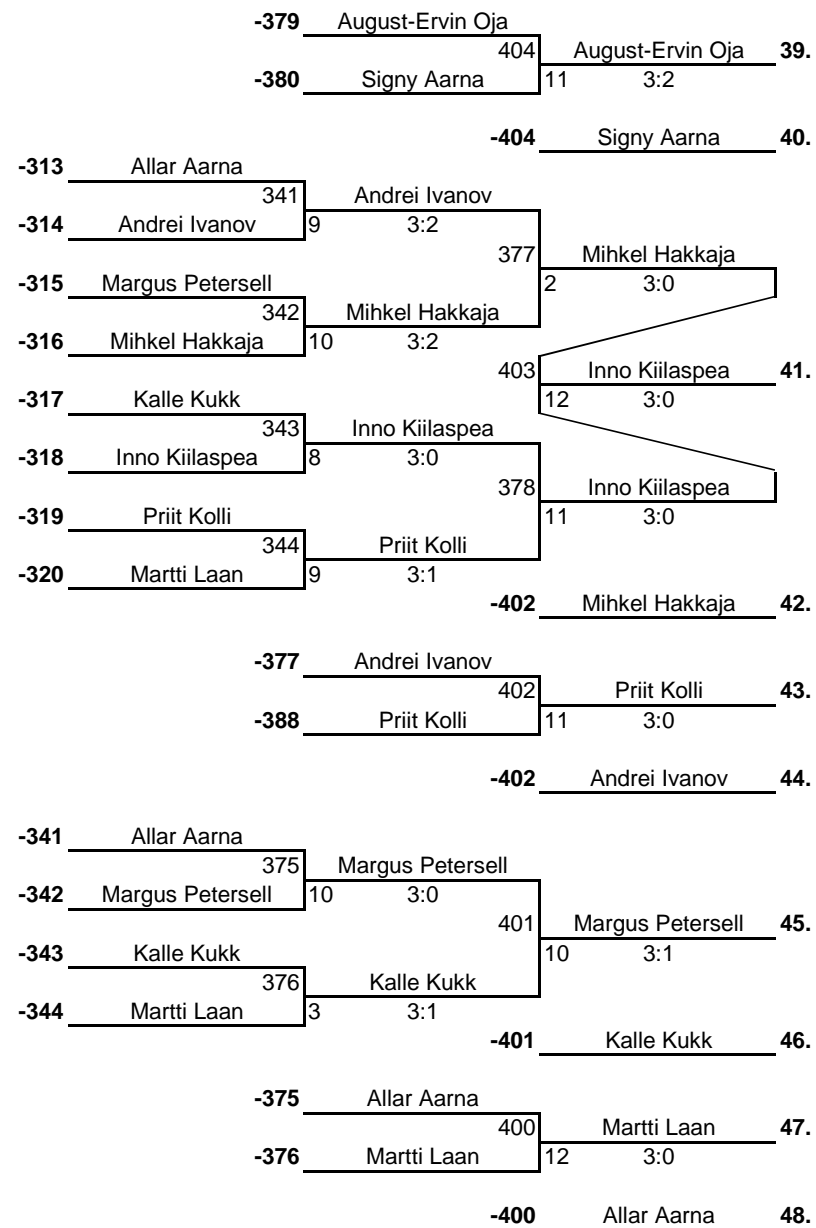 -379 August-Ervin Oja
404 August-Ervin Oja 39.
-380 Signy Aarna 11 3:2
-404 Signy Aarna 40.
-313 Allar Aarna
341 Andrei Ivanov
-314 Andrei Ivanov 9 3:2
377 Mihkel Hakkaja
-315 Margus Petersell 2 3:0
342 Mihkel Hakkaja
-316 Mihkel Hakkaja 10 3:2
403 Inno Kiilaspea 41.
-317 Kalle Kukk 12 3:0
343 Inno Kiilaspea
-318 Inno Kiilaspea 8 3:0
378 Inno Kiilaspea
-319 Priit Kolli 11 3:0
344 Priit Kolli
-320 Martti Laan 9 3:1
-402 Mihkel Hakkaja 42.
-377 Andrei Ivanov
402 Priit Kolli 43.
-388 Priit Kolli 11 3:0
-402 Andrei Ivanov 44.
-341 Allar Aarna
375 Margus Petersell
-342 Margus Petersell 10 3:0
401 Margus Petersell 45.
-343 Kalle Kukk 10 3:1
376 Kalle Kukk
-344 Martti Laan 3 3:1
-401 Kalle Kukk 46.
-375 Allar Aarna
400 Martti Laan 47.
-376 Martti Laan 12 3:0
-400 Allar Aarna 48.